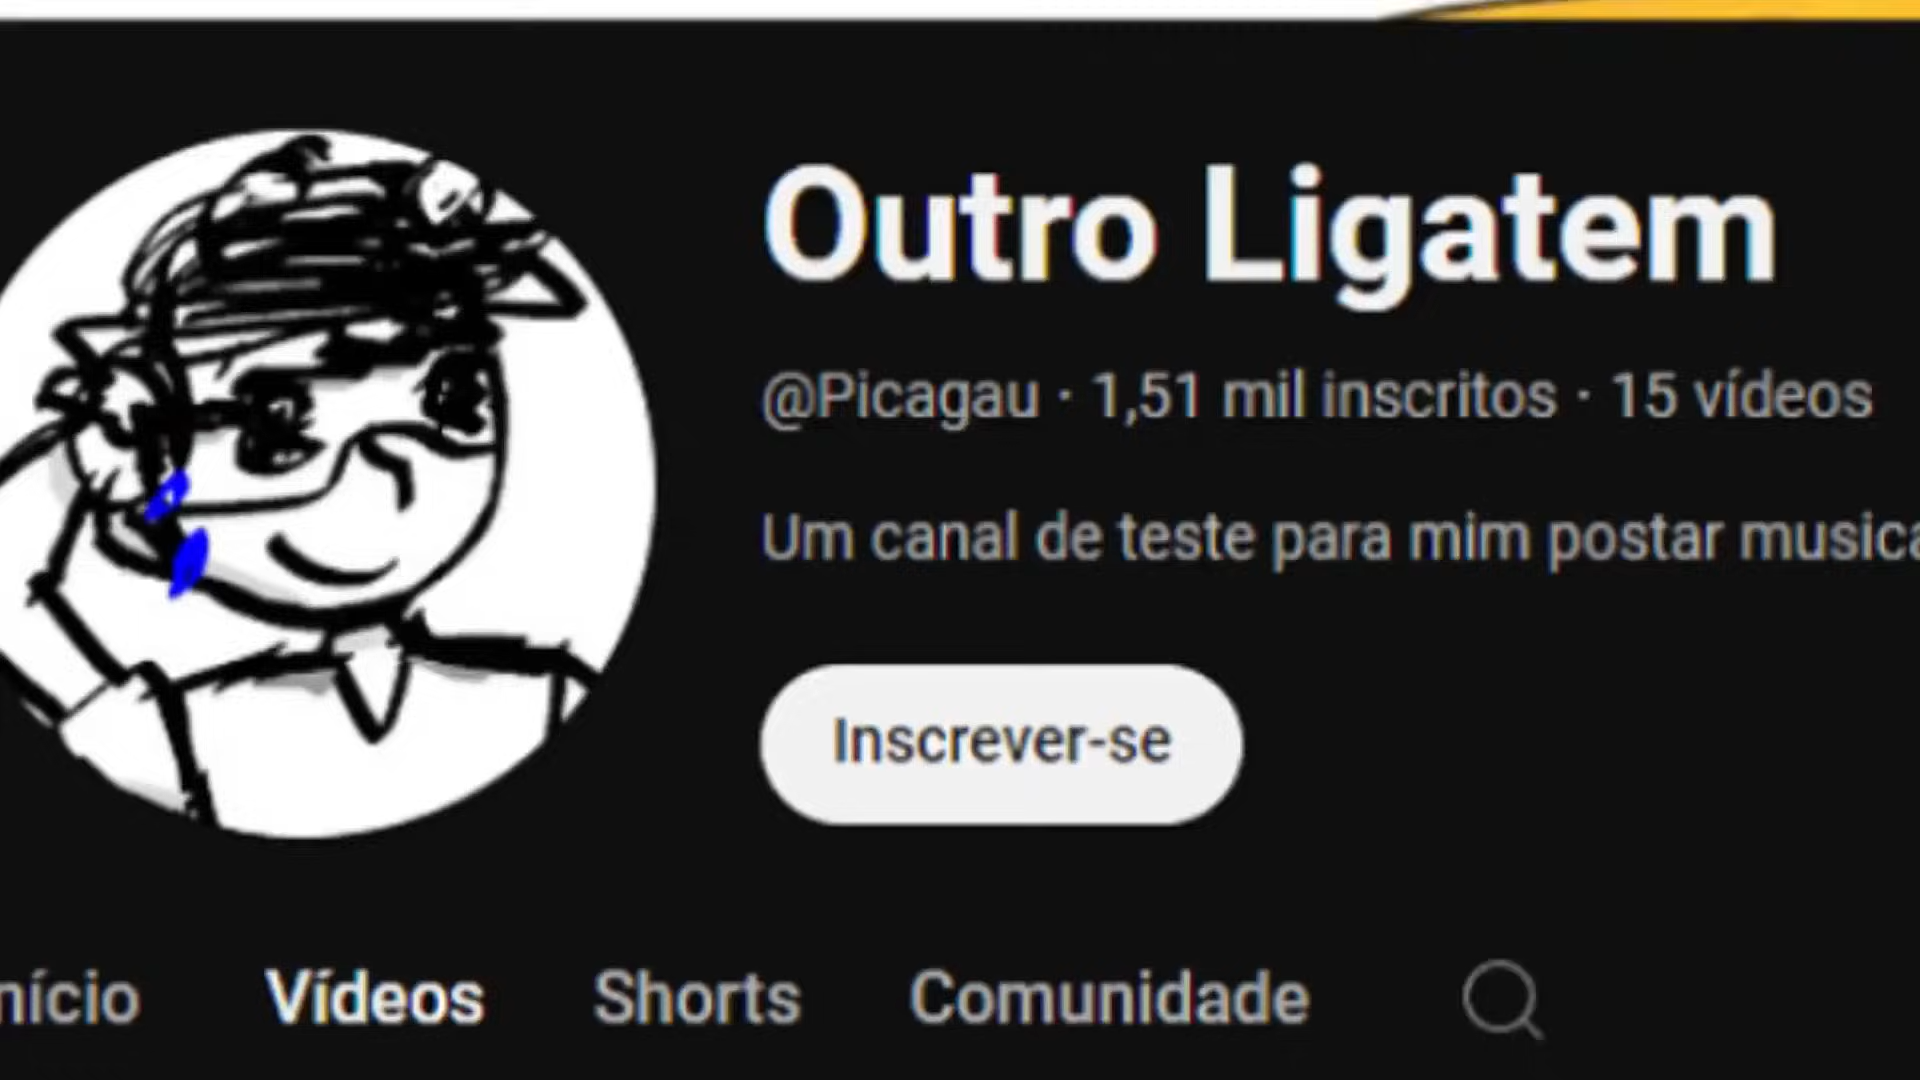 Outro Ligatem
@Picagau · 1,51 mil inscritos · 15 vídeos
Um canal de teste para mim postar musica
Inscrever-se
nício Vídeos Shorts Comunidade